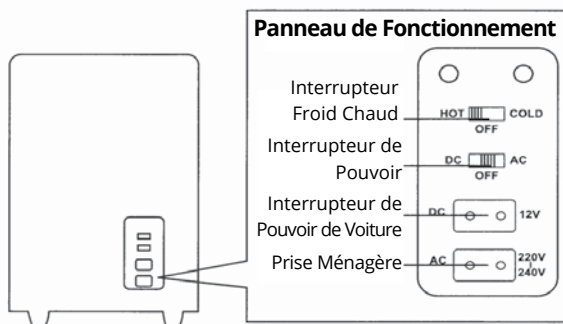 Panneau de Fonctionnement
Interrupteur
Froid Chaud
HOT COLD
OFF
Interrupteur de
Pouvoir
DC AC
OFF
Interrupteur de
Pouvoir de Voiture
DC 12V
Prise Ménagère
AC 220V
240V